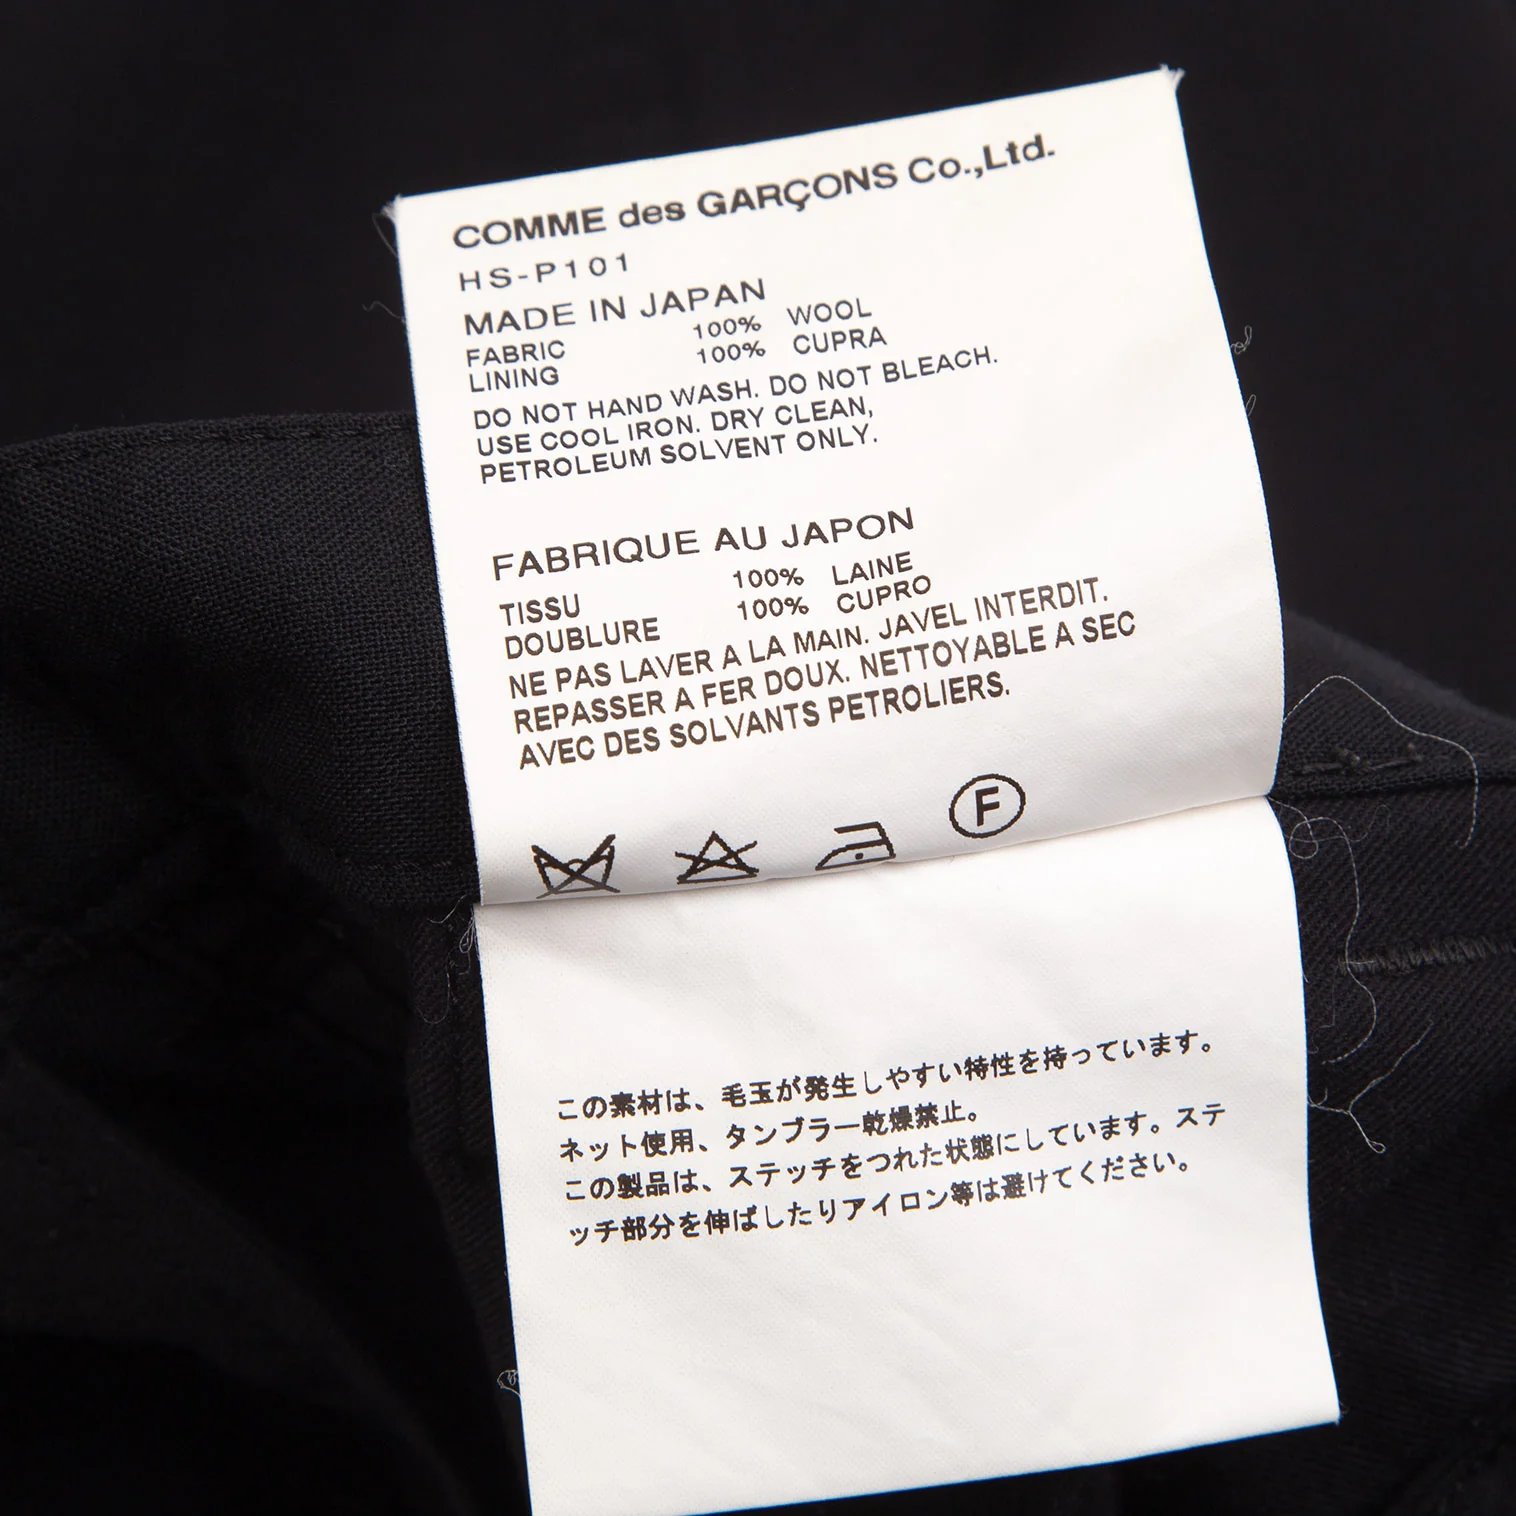 COMME des GARÇONS Co.,Ltd.
HS-P101
MADE IN JAPAN
FABRIC 100% WOOL
LINING 100% CUPRA
DO NOT HAND WASH. DO NOT BLEACH.
USE COOL IRON. DRY CLEAN,
PETROLEUM SOLVENT ONLY.
FABRIQUE AU JAPON
TISSU 100% LAINE
DOUBLURE 100% CUPRO
NE PAS LAVER A LA MAIN. JAVEL INTERDIT.
REPASSER A FER DOUX. NETTOYABLE A SEC
AVEC DES SOLVANTS PETROLIERS.
F
この素材は、毛玉が発生しやすい特性を持っています。
ネット使用、タンブラー乾燥禁止。
この製品は、ステッチをつれた状態にしています。ステ
ッチ部分を伸ばしたりアイロン等は避けてください。